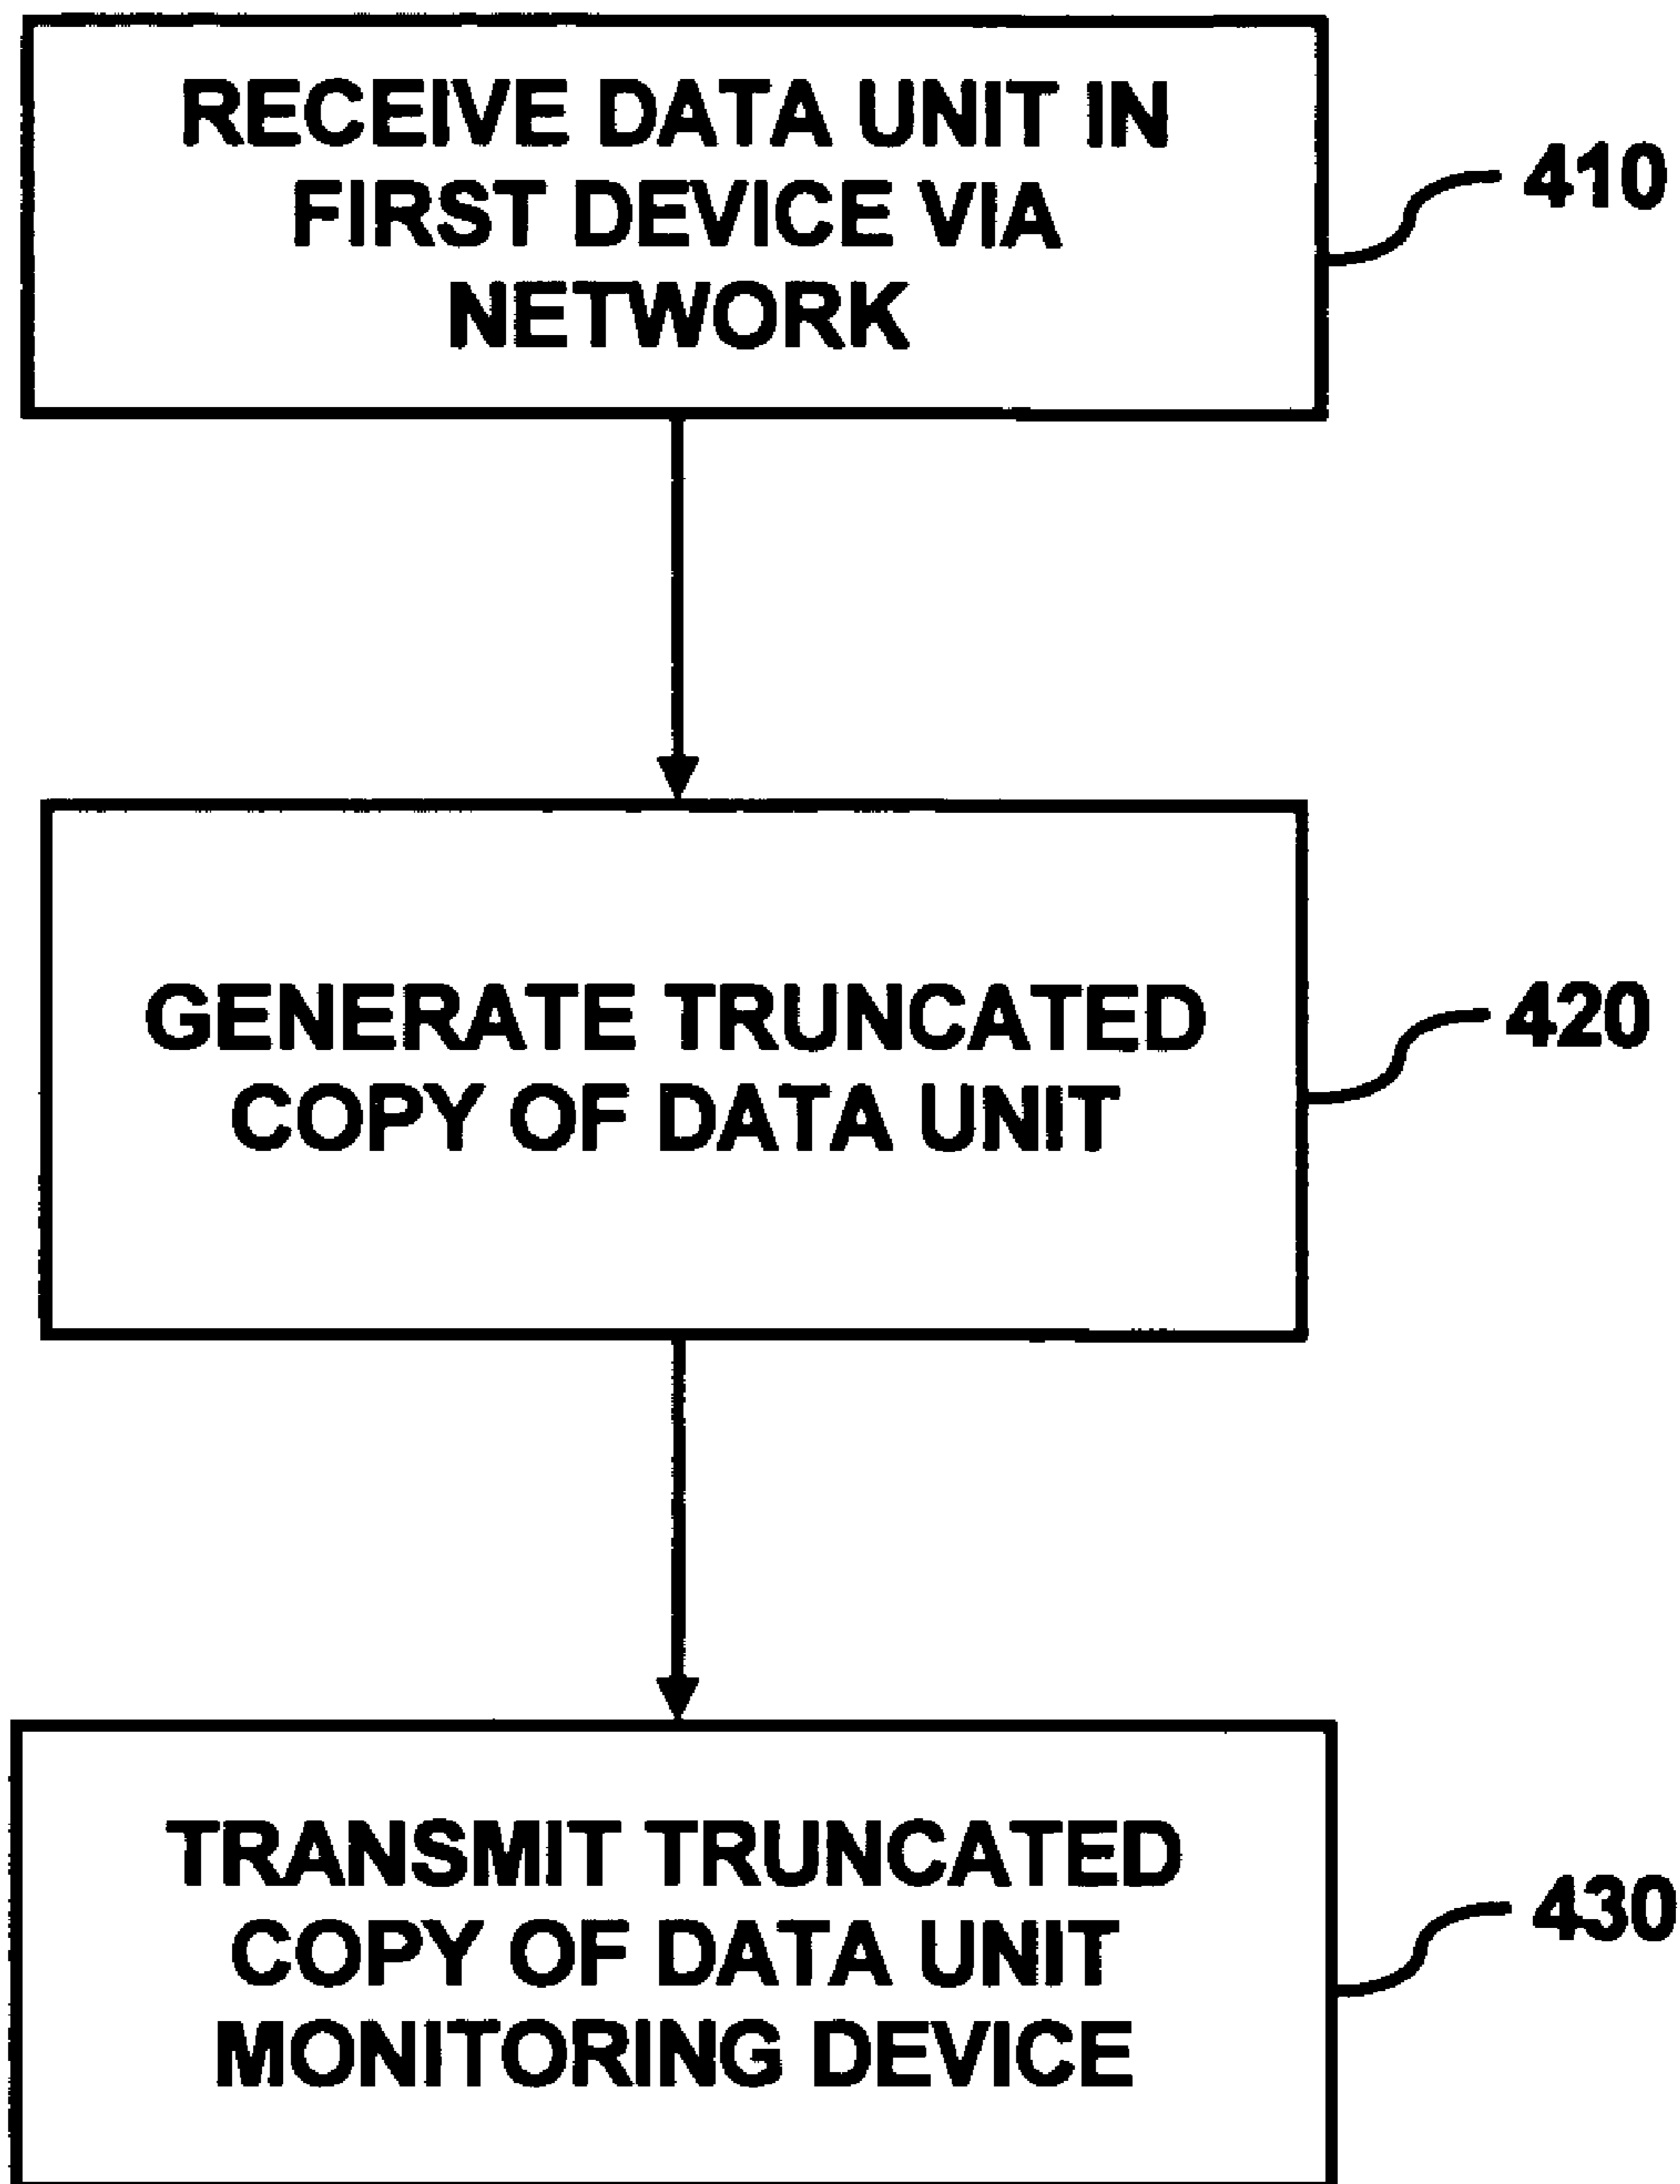 RECEIVE DATA UNIT IN
FIRST DEVICE VIA
NETWORK
410
GENERATE TRUNCATED
COPY OF DATA UNIT
420
TRANSMIT TRUNCATED
COPY OF DATA UNIT
MONITORING DEVICE
430